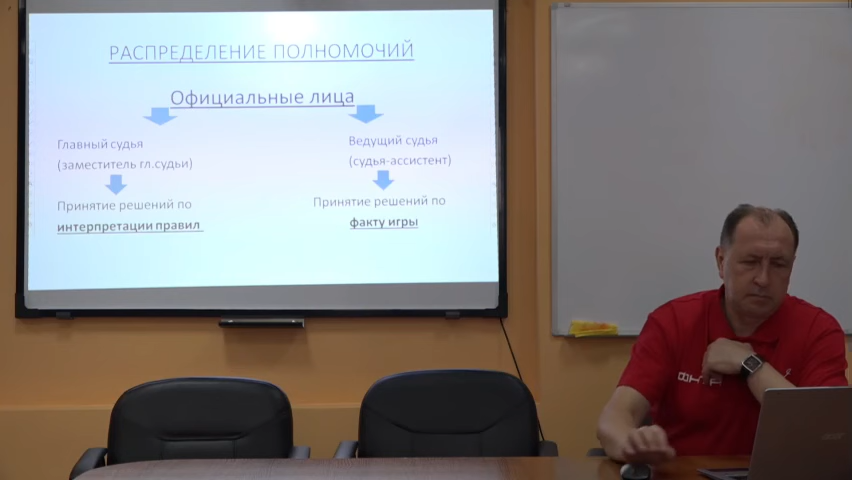 РАСПРЕДЕЛЕНИЕ ПОЛНОМОЧИЙ
Официальные лица
Главный судья
(заместитель гл.судьи)
Принятие решений по
интерпретации правил
Ведущий судья
(судья-ассистент)
Принятие решений по
факту игры
acer